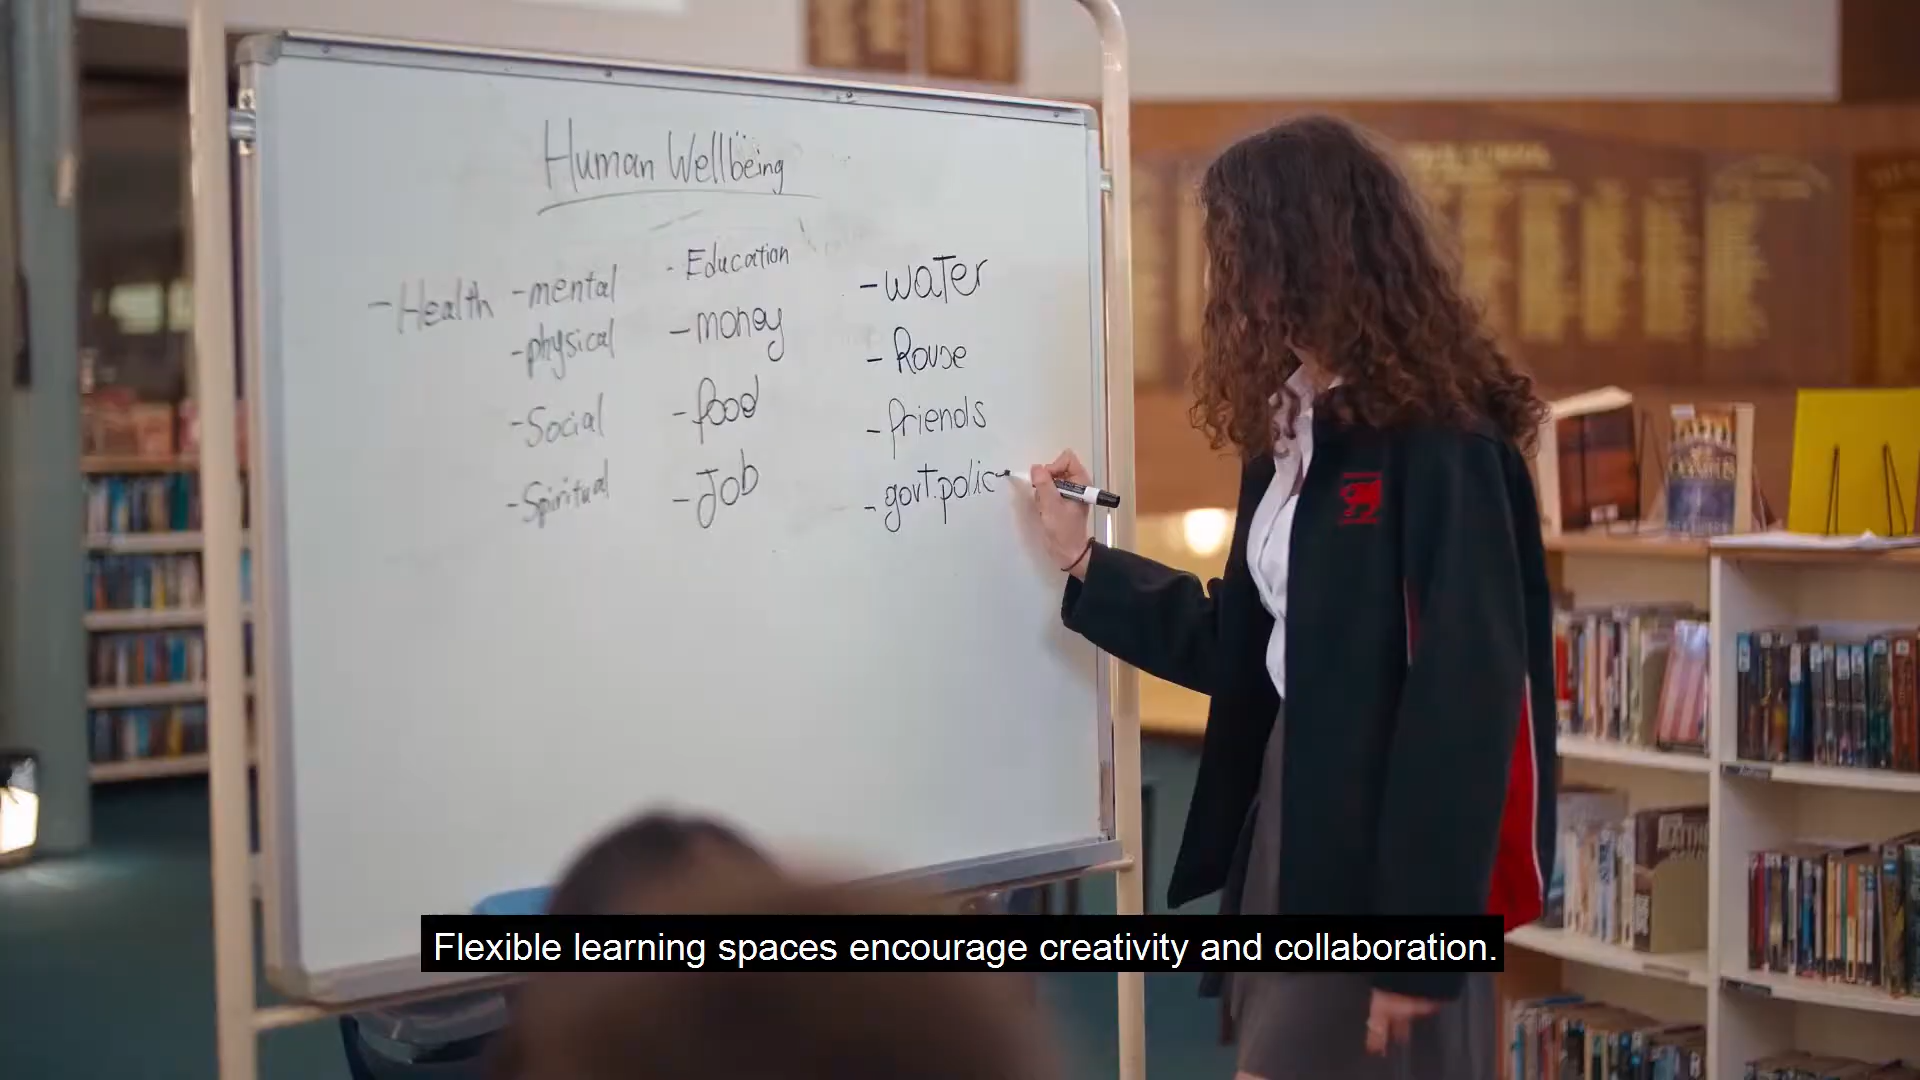 Human Wellbeing
- Health - mental
- physical
- Social
- Spiritual
- Education
- money
- food
- Job
- water
- House
- friends
- govt. polic
Flexible learning spaces encourage creativity and collaboration.